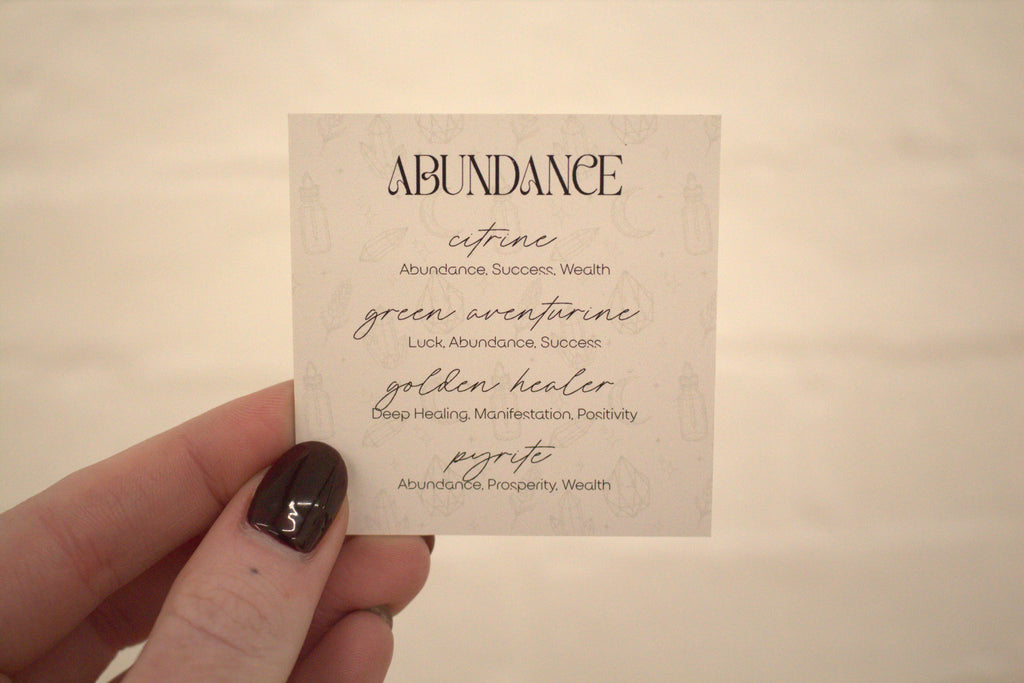 ABUNDANCE
citrine
Abundance, Success, Wealth
green aventurine
Luck, Abundance, Success
golden healer
Deep Healing, Manifestation, Positivity
pyrite
Abundance, Prosperity, Wealth